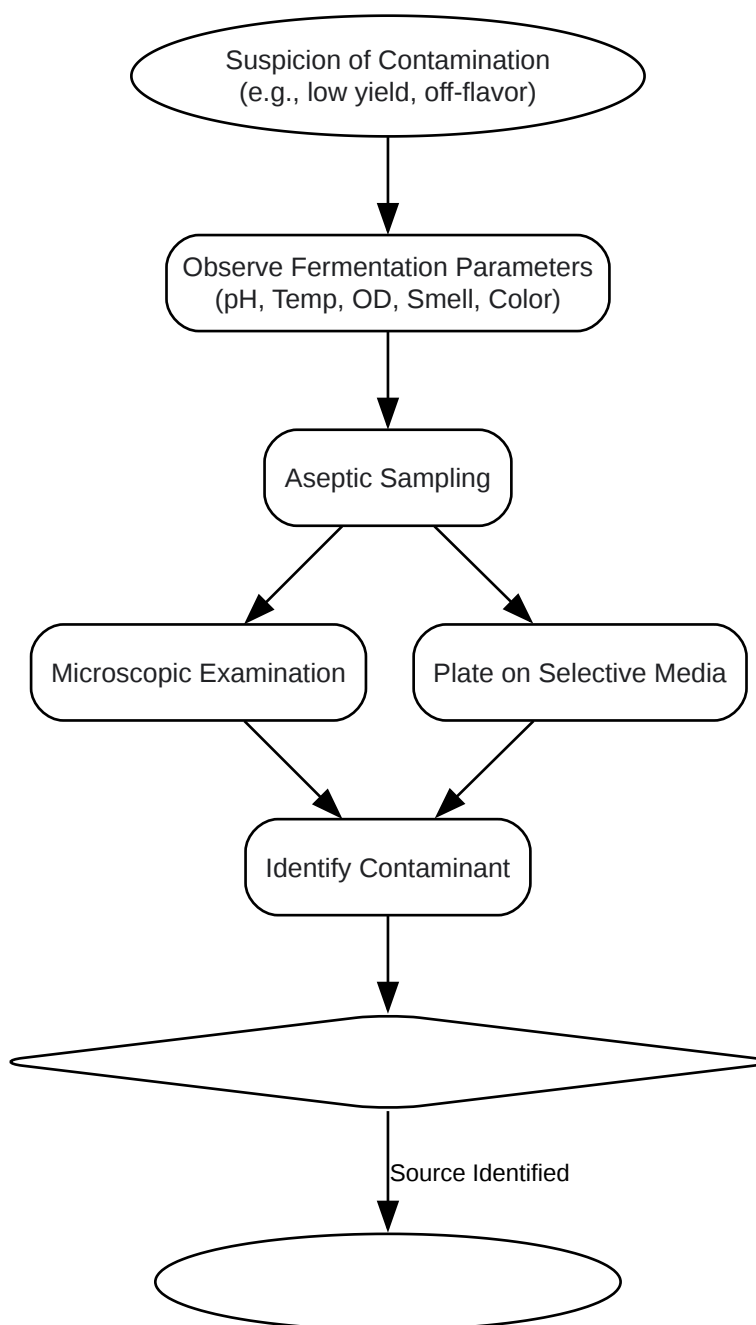 Suspicion of Contamination
(e.g., low yield, off-flavor)
Observe Fermentation Parameters
(pH, Temp, OD, Smell, Color)
Aseptic Sampling
Microscopic Examination
Plate on Selective Media
Identify Contaminant
Source Identified